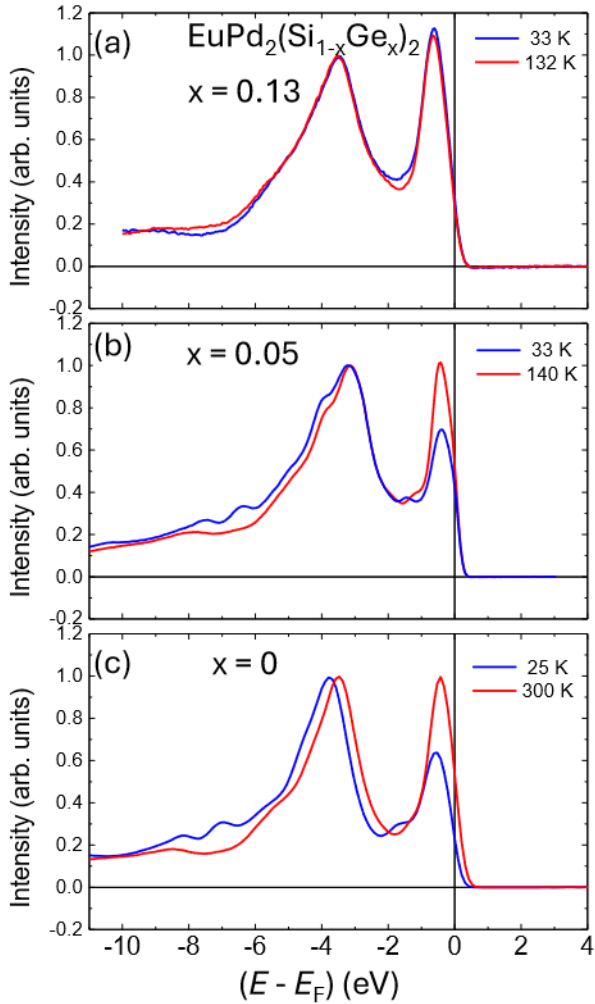 (a)
EuPd₂(Si₁₋ₓGeₓ)₂
x = 0.13
33 K
132 K
Intensity (arb. units)
1.2
1.0
0.8
0.6
0.4
0.2
0.0
-0.2
(b)
x = 0.05
33 K
140 K
Intensity (arb. units)
1.2
1.0
0.8
0.6
0.4
0.2
0.0
-0.2
(c)
x = 0
25 K
300 K
Intensity (arb. units)
1.2
1.0
0.8
0.6
0.4
0.2
0.0
-0.2
-10 -8 -6 -4 -2 0 2 4
(E - E_F) (eV)